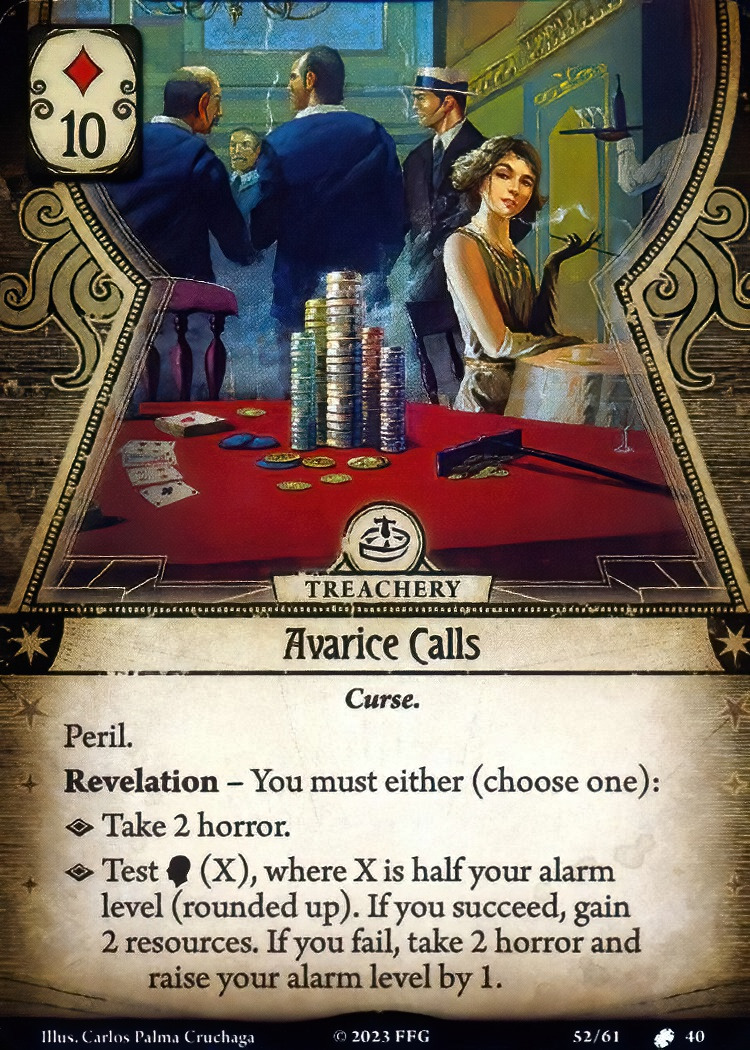 10
TREACHERY
Avarice Calls
Curse.
Peril.
Revelation – You must either (choose one):
Take 2 horror.
Test (X), where X is half your alarm
level (rounded up). If you succeed, gain
2 resources. If you fail, take 2 horror and
raise your alarm level by 1.
Illus. Carlos Palma Cruchaga © 2023 FFG 52/61 40